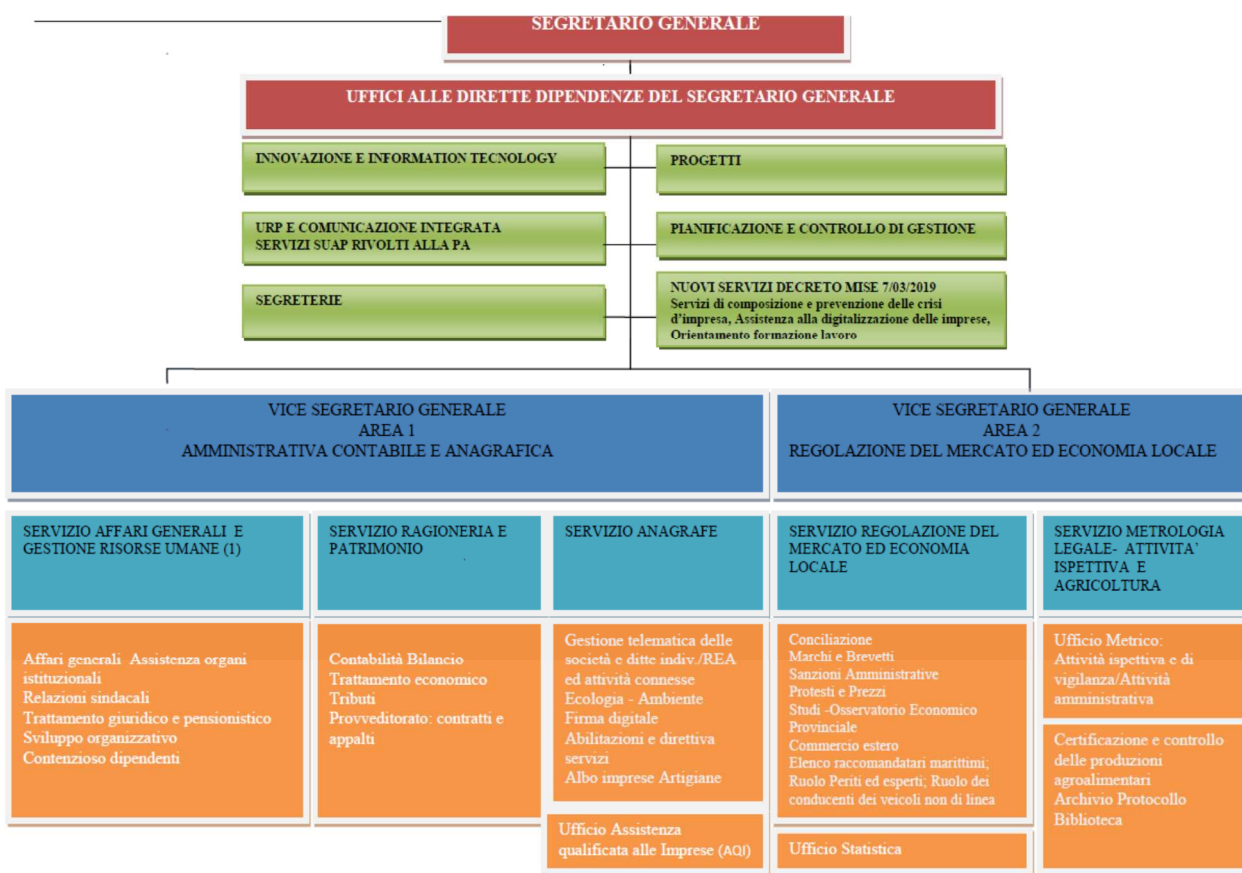 SEGRETARIO GENERALE
UFFICI ALLE DIRETTE DIPENDENZE DEL SEGRETARIO GENERALE
INNOVAZIONE E INFORMATION TECNOLOGY
PROGETTI
URP E COMUNICAZIONE INTEGRATA
SERVIZI SUAP RIVOLTI ALLA PA
PIANIFICAZIONE E CONTROLLO DI GESTIONE
SEGRETERIE
NUOVI SERVIZI DECRETO MISE 7/03/2019
Servizi di composizione e prevenzione delle crisi
d'impresa, Assistenza alla digitalizzazione delle imprese,
Orientamento formazione lavoro
VICE SEGRETARIO GENERALE
AREA 1
AMMINISTRATIVA CONTABILE E ANAGRAFICA
VICE SEGRETARIO GENERALE
AREA 2
REGOLAZIONE DEL MERCATO ED ECONOMIA LOCALE
SERVIZIO AFFARI GENERALI E
GESTIONE RISORSE UMANE (1)
SERVIZIO RAGIONERIA E
PATRIMONIO
SERVIZIO ANAGRAFE
SERVIZIO REGOLAZIONE DEL
MERCATO ED ECONOMIA
LOCALE
SERVIZIO METROLOGIA
LEGALE- ATTIVITA'
ISPETTIVA E
AGRICOLTURA
Affari generali Assistenza organi
istituzionali
Relazioni sindacali
Trattamento giuridico e pensionistico
Sviluppo organizzativo
Contenzioso dipendenti
Contabilità Bilancio
Trattamento economico
Tributi
Provveditorato: contratti e
appalti
Gestione telematica delle
società e ditte indiv./REA
ed attività connesse
Ecologia - Ambiente
Firma digitale
Abilitazioni e direttiva
servizi
Albo imprese Artigiane
Ufficio Assistenza
qualificata alle Imprese (AQI)
Conciliazione
Marchi e Brevetti
Sanzioni Amministrative
Protesti e Prezzi
Studi -Osservatorio Economico
Provinciale
Commercio estero
Elenco raccomandatari marittimi;
Ruolo Periti ed esperti; Ruolo dei
conducenti dei veicoli non di linea
Ufficio Statistica
Ufficio Metrico:
Attività ispettiva e di
vigilanza/Attività
amministrativa
Certificazione e controllo
delle produzioni
agroalimentari
Archivio Protocollo
Biblioteca